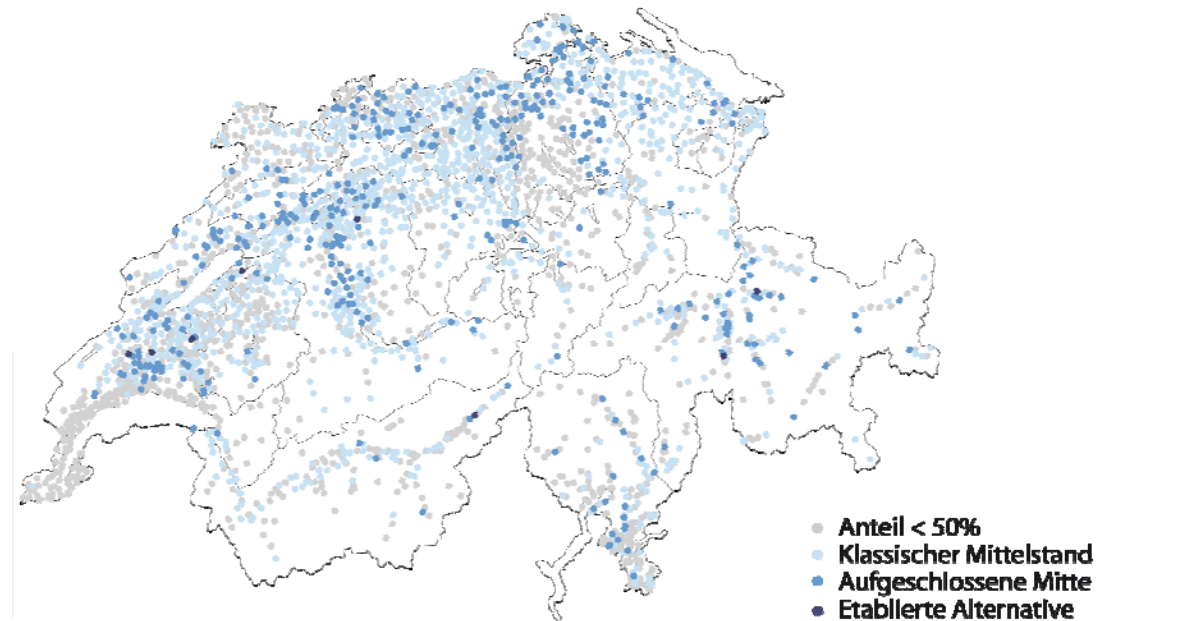 Anteil < 50%
Klassischer Mittelstand
Aufgeschlossene Mitte
Etablierte Alternative